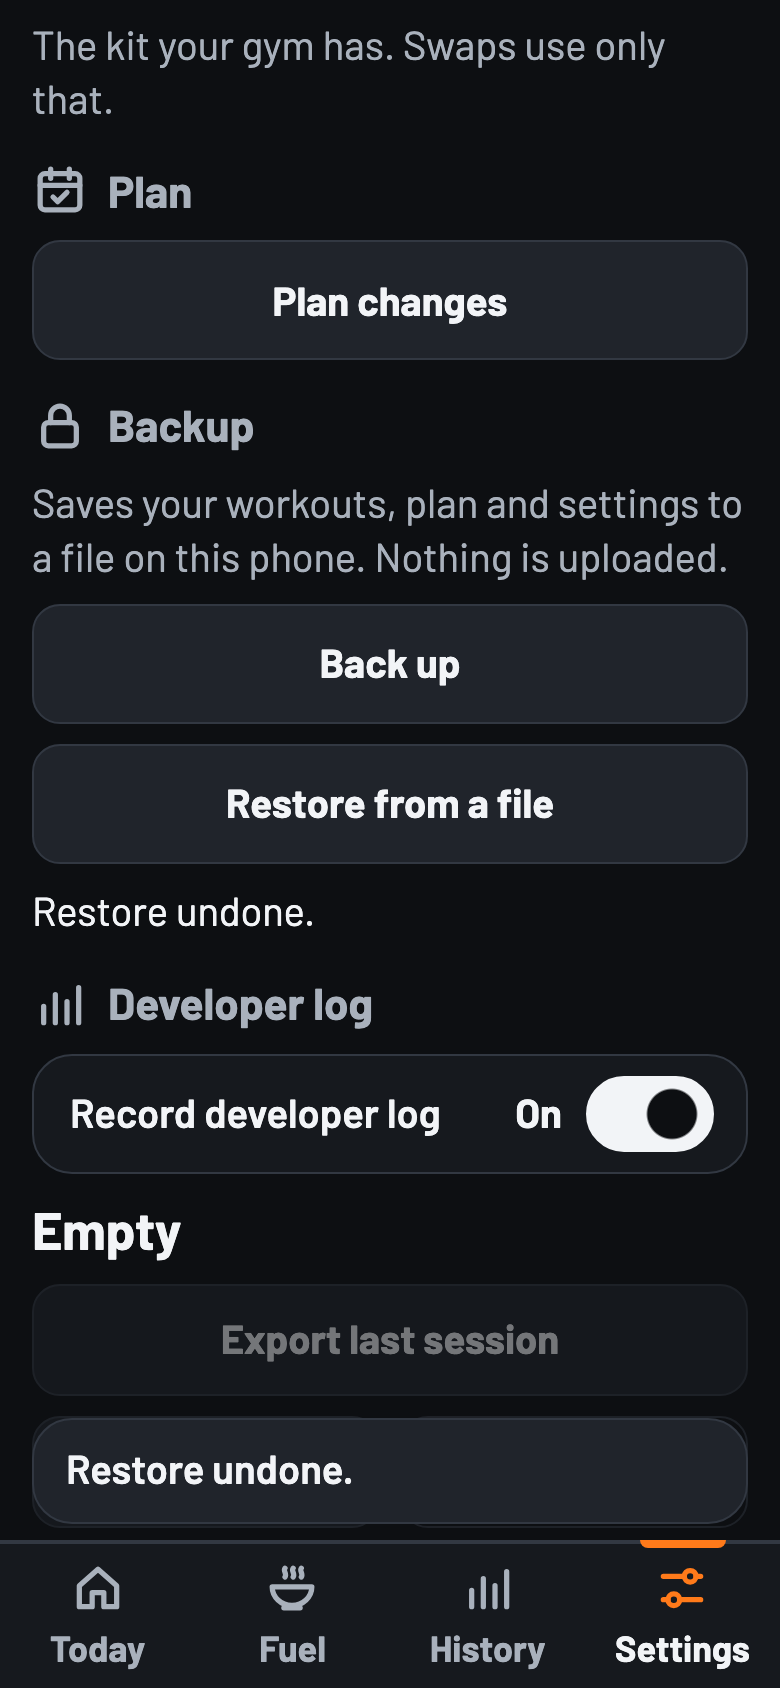 The kit your gym has. Swaps use only
that.
Plan
Plan changes
Backup
Saves your workouts, plan and settings to
a file on this phone. Nothing is uploaded.
Back up
Restore from a file
Restore undone.
Developer log
Record developer log On
Empty
Export last session
Restore undone.
Today Fuel History Settings